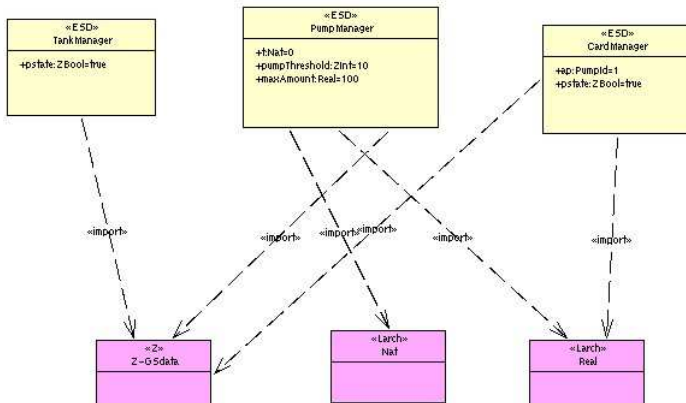 «ESD»
TankManager
+pstate:ZBool=true
«ESD»
PumpManager
+f:Nat=0
+pumpThreshold:ZInt=10
+maxAmount:Real=100
«ESD»
CardManager
+ap:PumpId=1
+pstate:ZBool=true
«import»
«import»
«import»
«import»
«import»
«import»
«Z»
Z-GSdata
«Larch»
Nat
«Larch»
Real